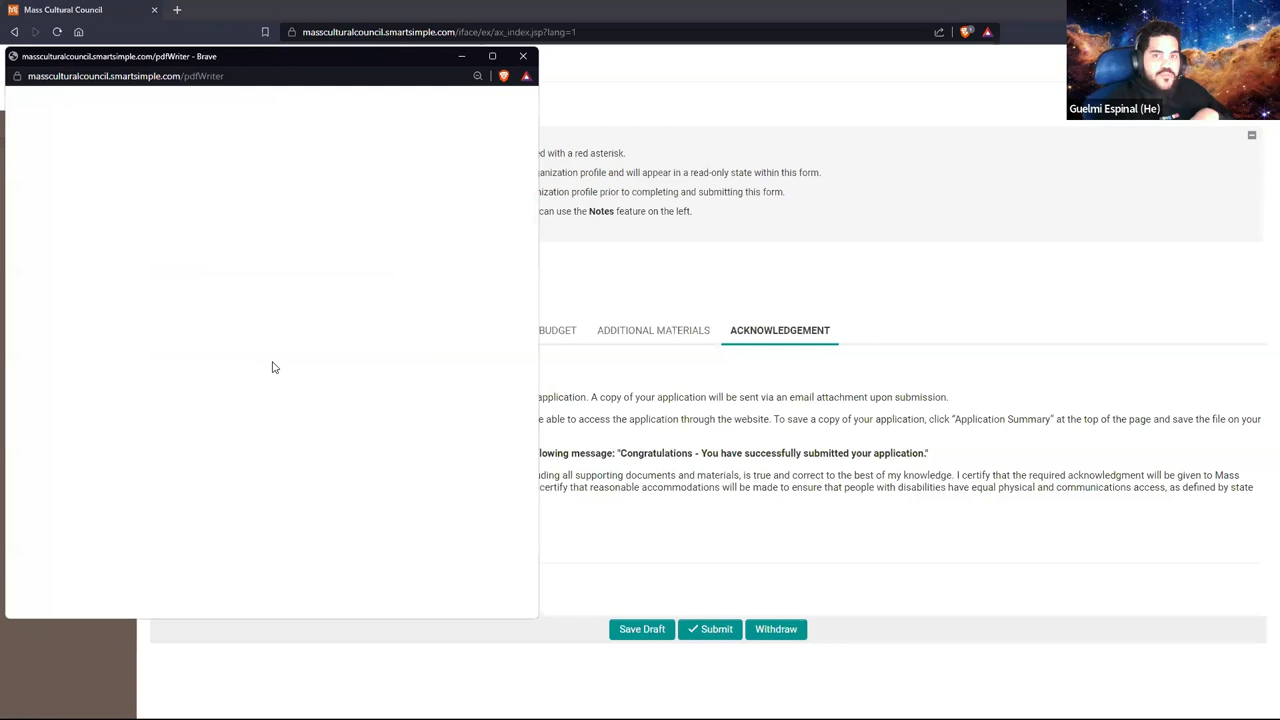 Mass Cultural Council
massculturalcouncil.smartsimple.com/iface/ex/ax_index.jsp?lang=1
massculturalcouncil.smartsimple.com/pdfWriter - Brave
massculturalcouncil.smartsimple.com/pdfWriter
Guelmi Espinal (He)
ed with a red asterisk.
ganization profile and will appear in a read-only state within this form.
nization profile prior to completing and submitting this form.
can use the Notes feature on the left.
BUDGET ADDITIONAL MATERIALS ACKNOWLEDGEMENT
application. A copy of your application will be sent via an email attachment upon submission.
e able to access the application through the website. To save a copy of your application, click "Application Summary" at the top of the page and save the file on your
lowing message: "Congratulations - You have successfully submitted your application."
ding all supporting documents and materials, is true and correct to the best of my knowledge. I certify that the required acknowledgment will be given to Mass
certify that reasonable accommodations will be made to ensure that people with disabilities have equal physical and communications access, as defined by state
Save Draft Submit Withdraw